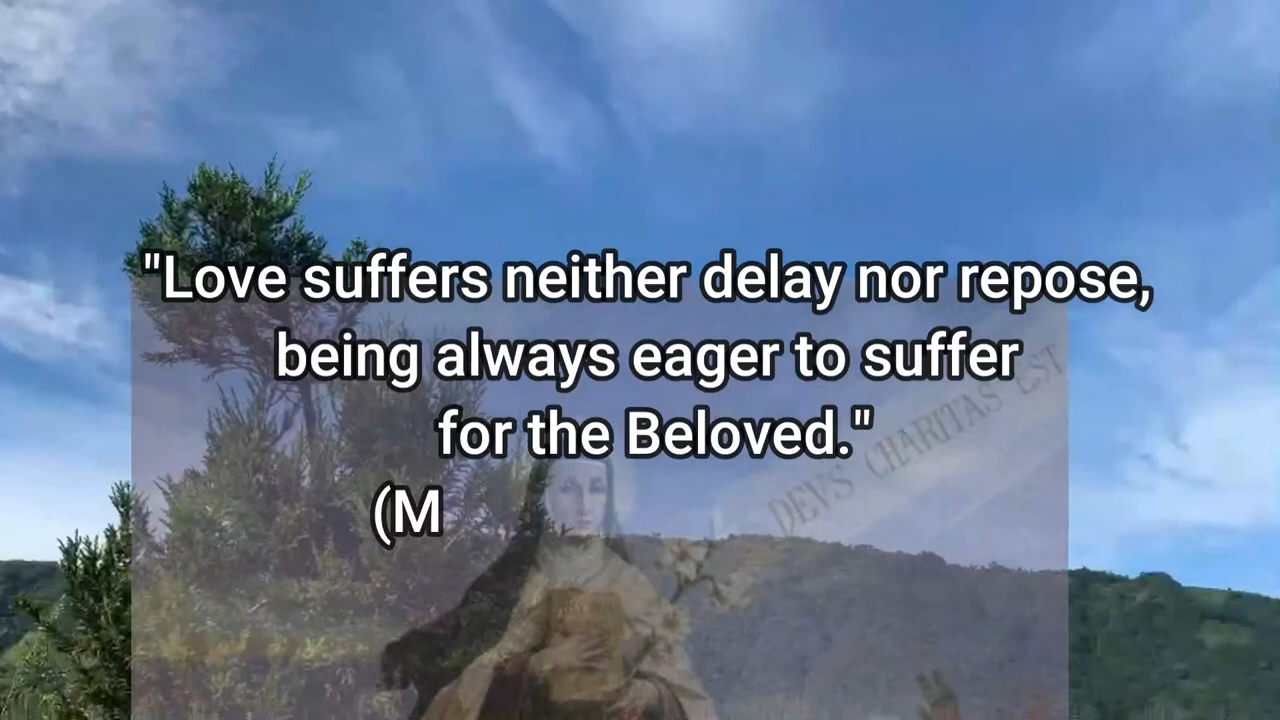 "Love suffers neither delay nor repose,
being always eager to suffer
for the Beloved."
(M
DEVS CHARITAS EST